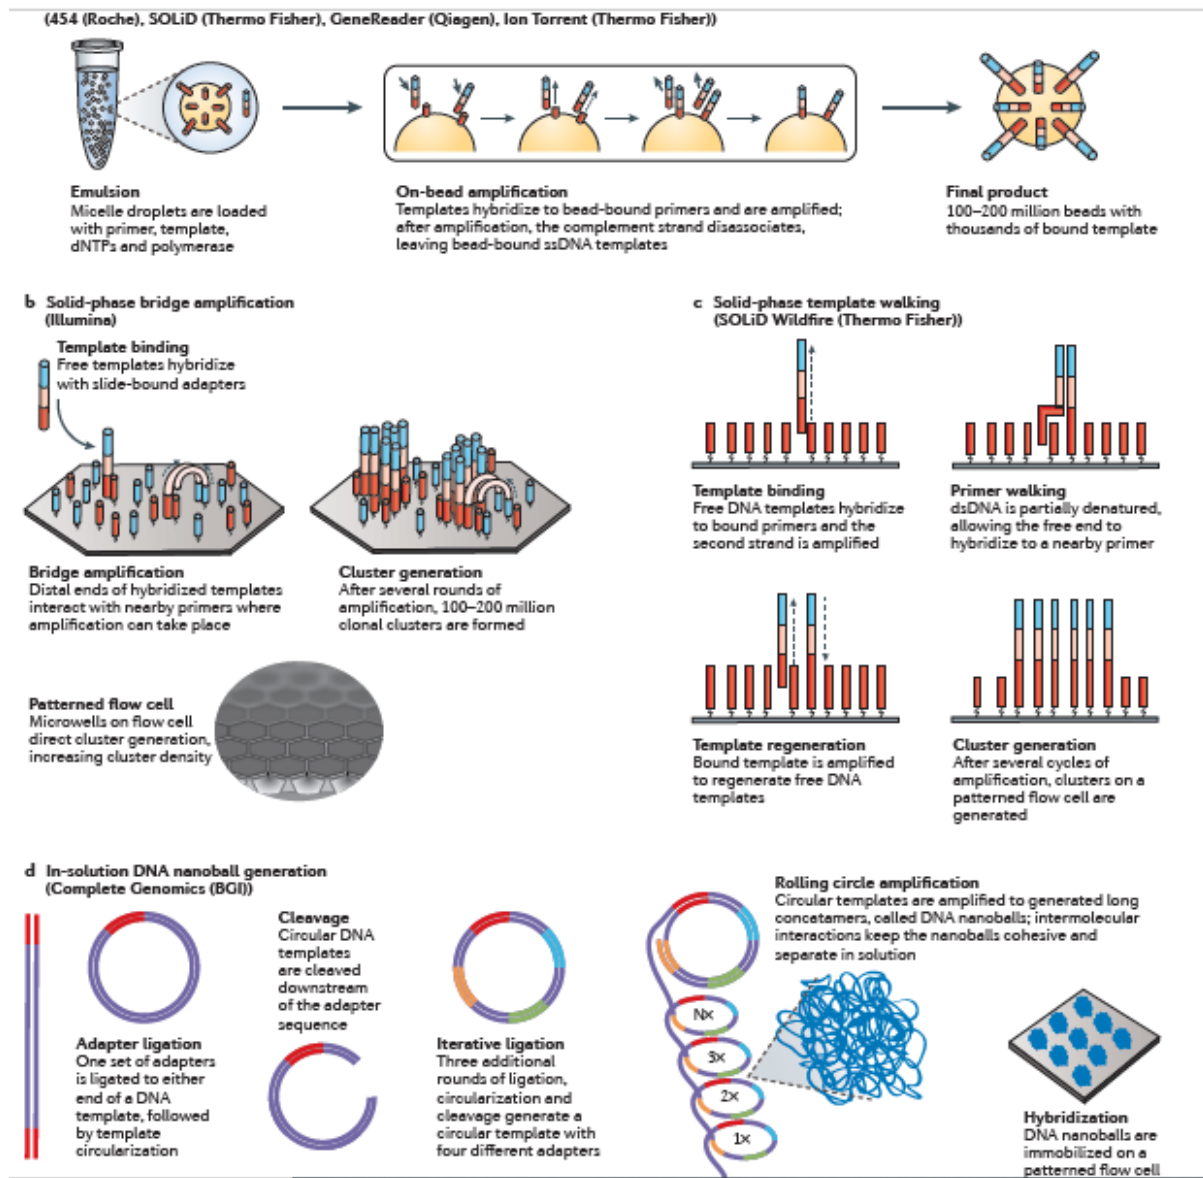 (454 (Roche), SOLiD (Thermo Fisher), GeneReader (Qiagen), Ion Torrent (Thermo Fisher))
Emulsion
Micelle droplets are loaded
with primer, template,
dNTPs and polymerase
On-bead amplification
Templates hybridize to bead-bound primers and are amplified;
after amplification, the complement strand disassociates,
leaving bead-bound ssDNA templates
Final product
100–200 million beads with
thousands of bound template
b Solid-phase bridge amplification
(Illumina)
Template binding
Free templates hybridize
with slide-bound adapters
Bridge amplification
Distal ends of hybridized templates
interact with nearby primers where
amplification can take place
Cluster generation
After several rounds of
amplification, 100–200 million
clonal clusters are formed
Patterned flow cell
Microwells on flow cell
direct cluster generation,
increasing cluster density
c Solid-phase template walking
(SOLiD Wildfire (Thermo Fisher))
Template binding
Free DNA templates hybridize
to bound primers and the
second strand is amplified
Primer walking
dsDNA is partially denatured,
allowing the free end to
hybridize to a nearby primer
Template regeneration
Bound template is amplified
to regenerate free DNA
templates
Cluster generation
After several cycles of
amplification, clusters on a
patterned flow cell are
generated
d In-solution DNA nanoball generation
(Complete Genomics (BGI))
Adapter ligation
One set of adapters
is ligated to either
end of a DNA
template, followed
by template
circularization
Cleavage
Circular DNA
templates
are cleaved
downstream
of the adapter
sequence
Iterative ligation
Three additional
rounds of ligation,
circularization and
cleavage generate a
circular template with
four different adapters
Rolling circle amplification
Circular templates are amplified to generated long
concatamers, called DNA nanoballs; intermolecular
interactions keep the nanoballs cohesive and
separate in solution
N×
3×
2×
1×
Hybridization
DNA nanoballs are
immobilized on a
patterned flow cell